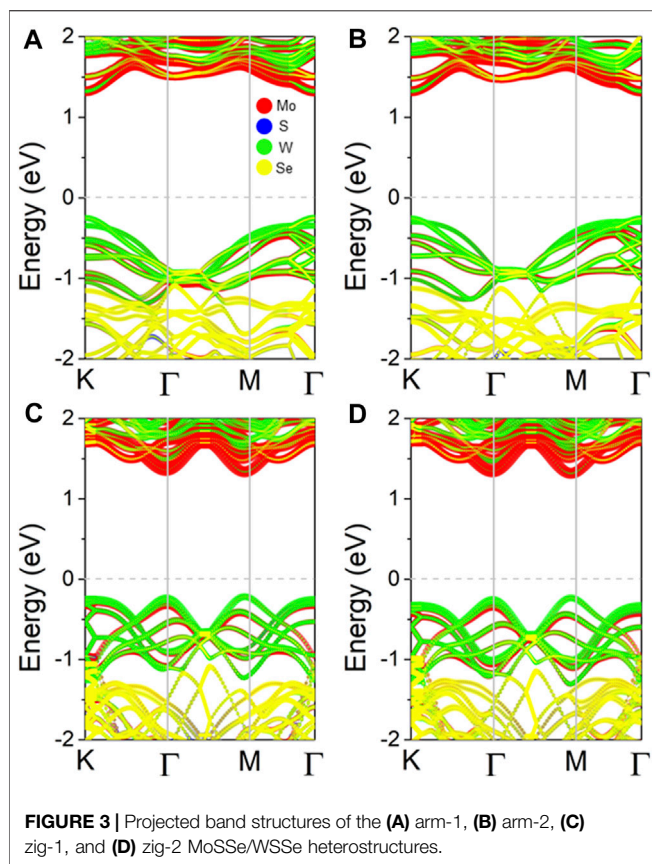 A
B
2
1
0
-1
-2
Energy (eV)
Mo
S
W
Se
K Γ M Γ
2
1
0
-1
-2
Energy (eV)
K Γ M Γ
C
D
2
1
0
-1
-2
Energy (eV)
K Γ M Γ
2
1
0
-1
-2
Energy (eV)
K Γ M Γ
FIGURE 3 | Projected band structures of the (A) arm-1, (B) arm-2, (C)
zig-1, and (D) zig-2 MoSSe/WSSe heterostructures.